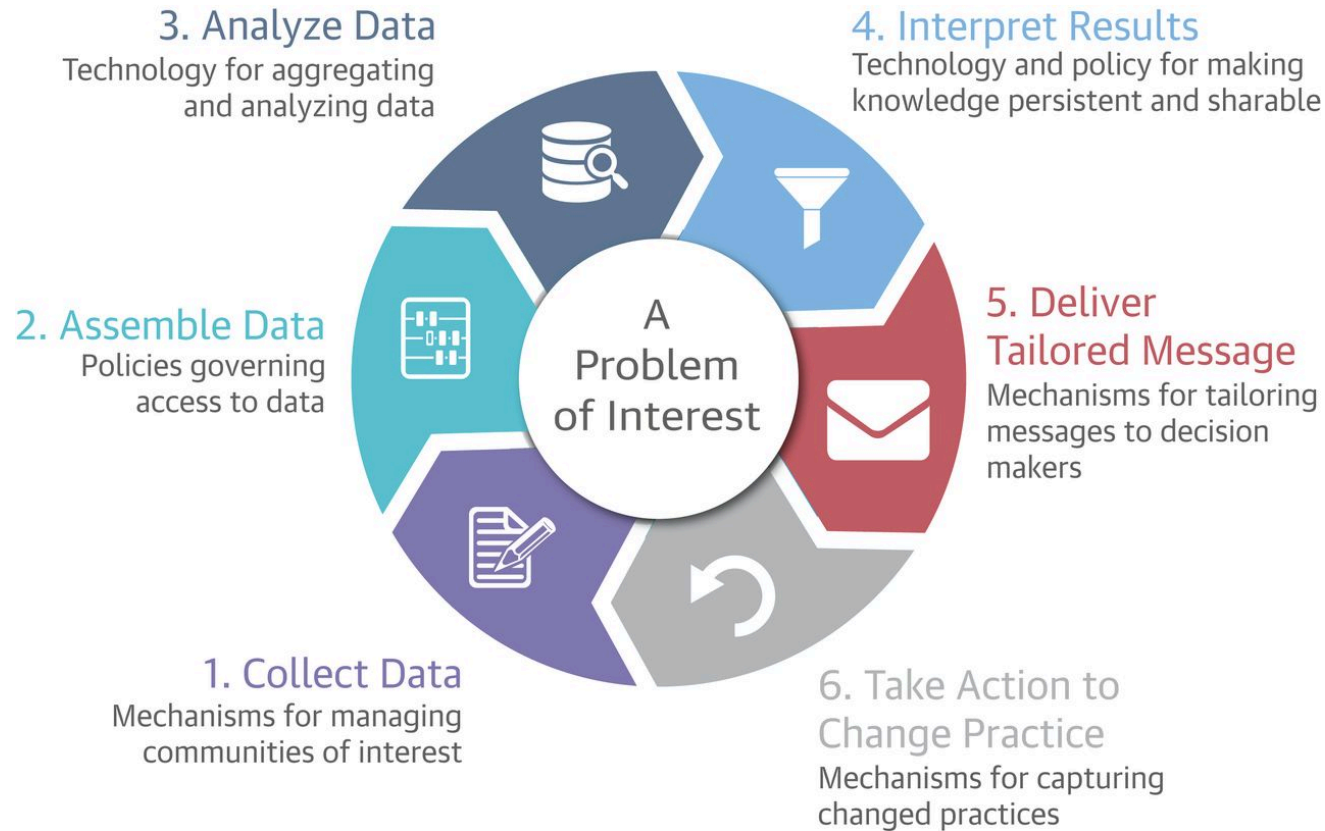 3. Analyze Data
Technology for aggregating
and analyzing data
4. Interpret Results
Technology and policy for making
knowledge persistent and sharable
2. Assemble Data
Policies governing
access to data
A
Problem
of Interest
5. Deliver
Tailored Message
Mechanisms for tailoring
messages to decision
makers
1. Collect Data
Mechanisms for managing
communities of interest
6. Take Action to
Change Practice
Mechanisms for capturing
changed practices